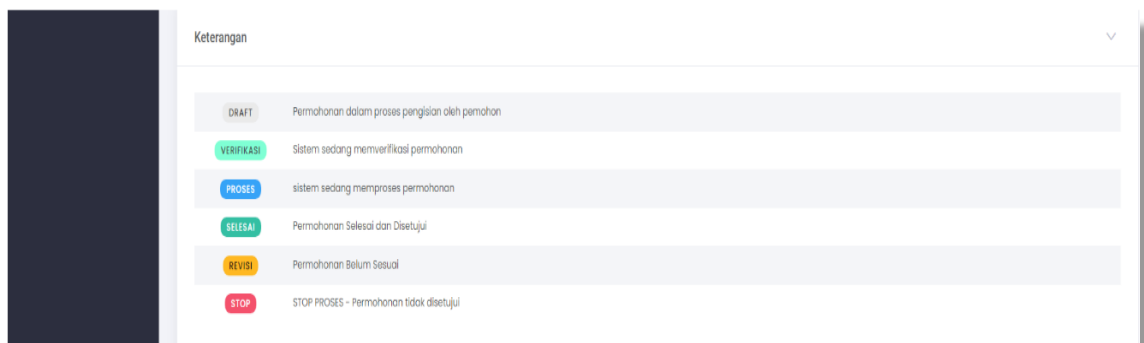 Keterangan
DRAFT Permohonan dalam proses pengisian oleh pemohon
VERIFIKASI Sistem sedang memverifikasi permohonan
PROSES sistem sedang memproses permohonan
SELESAI Permohonan Selesai dan Disetujui
REVISI Permohonan Belum Sesuai
STOP STOP PROSES - Permohonan tidak disetujui